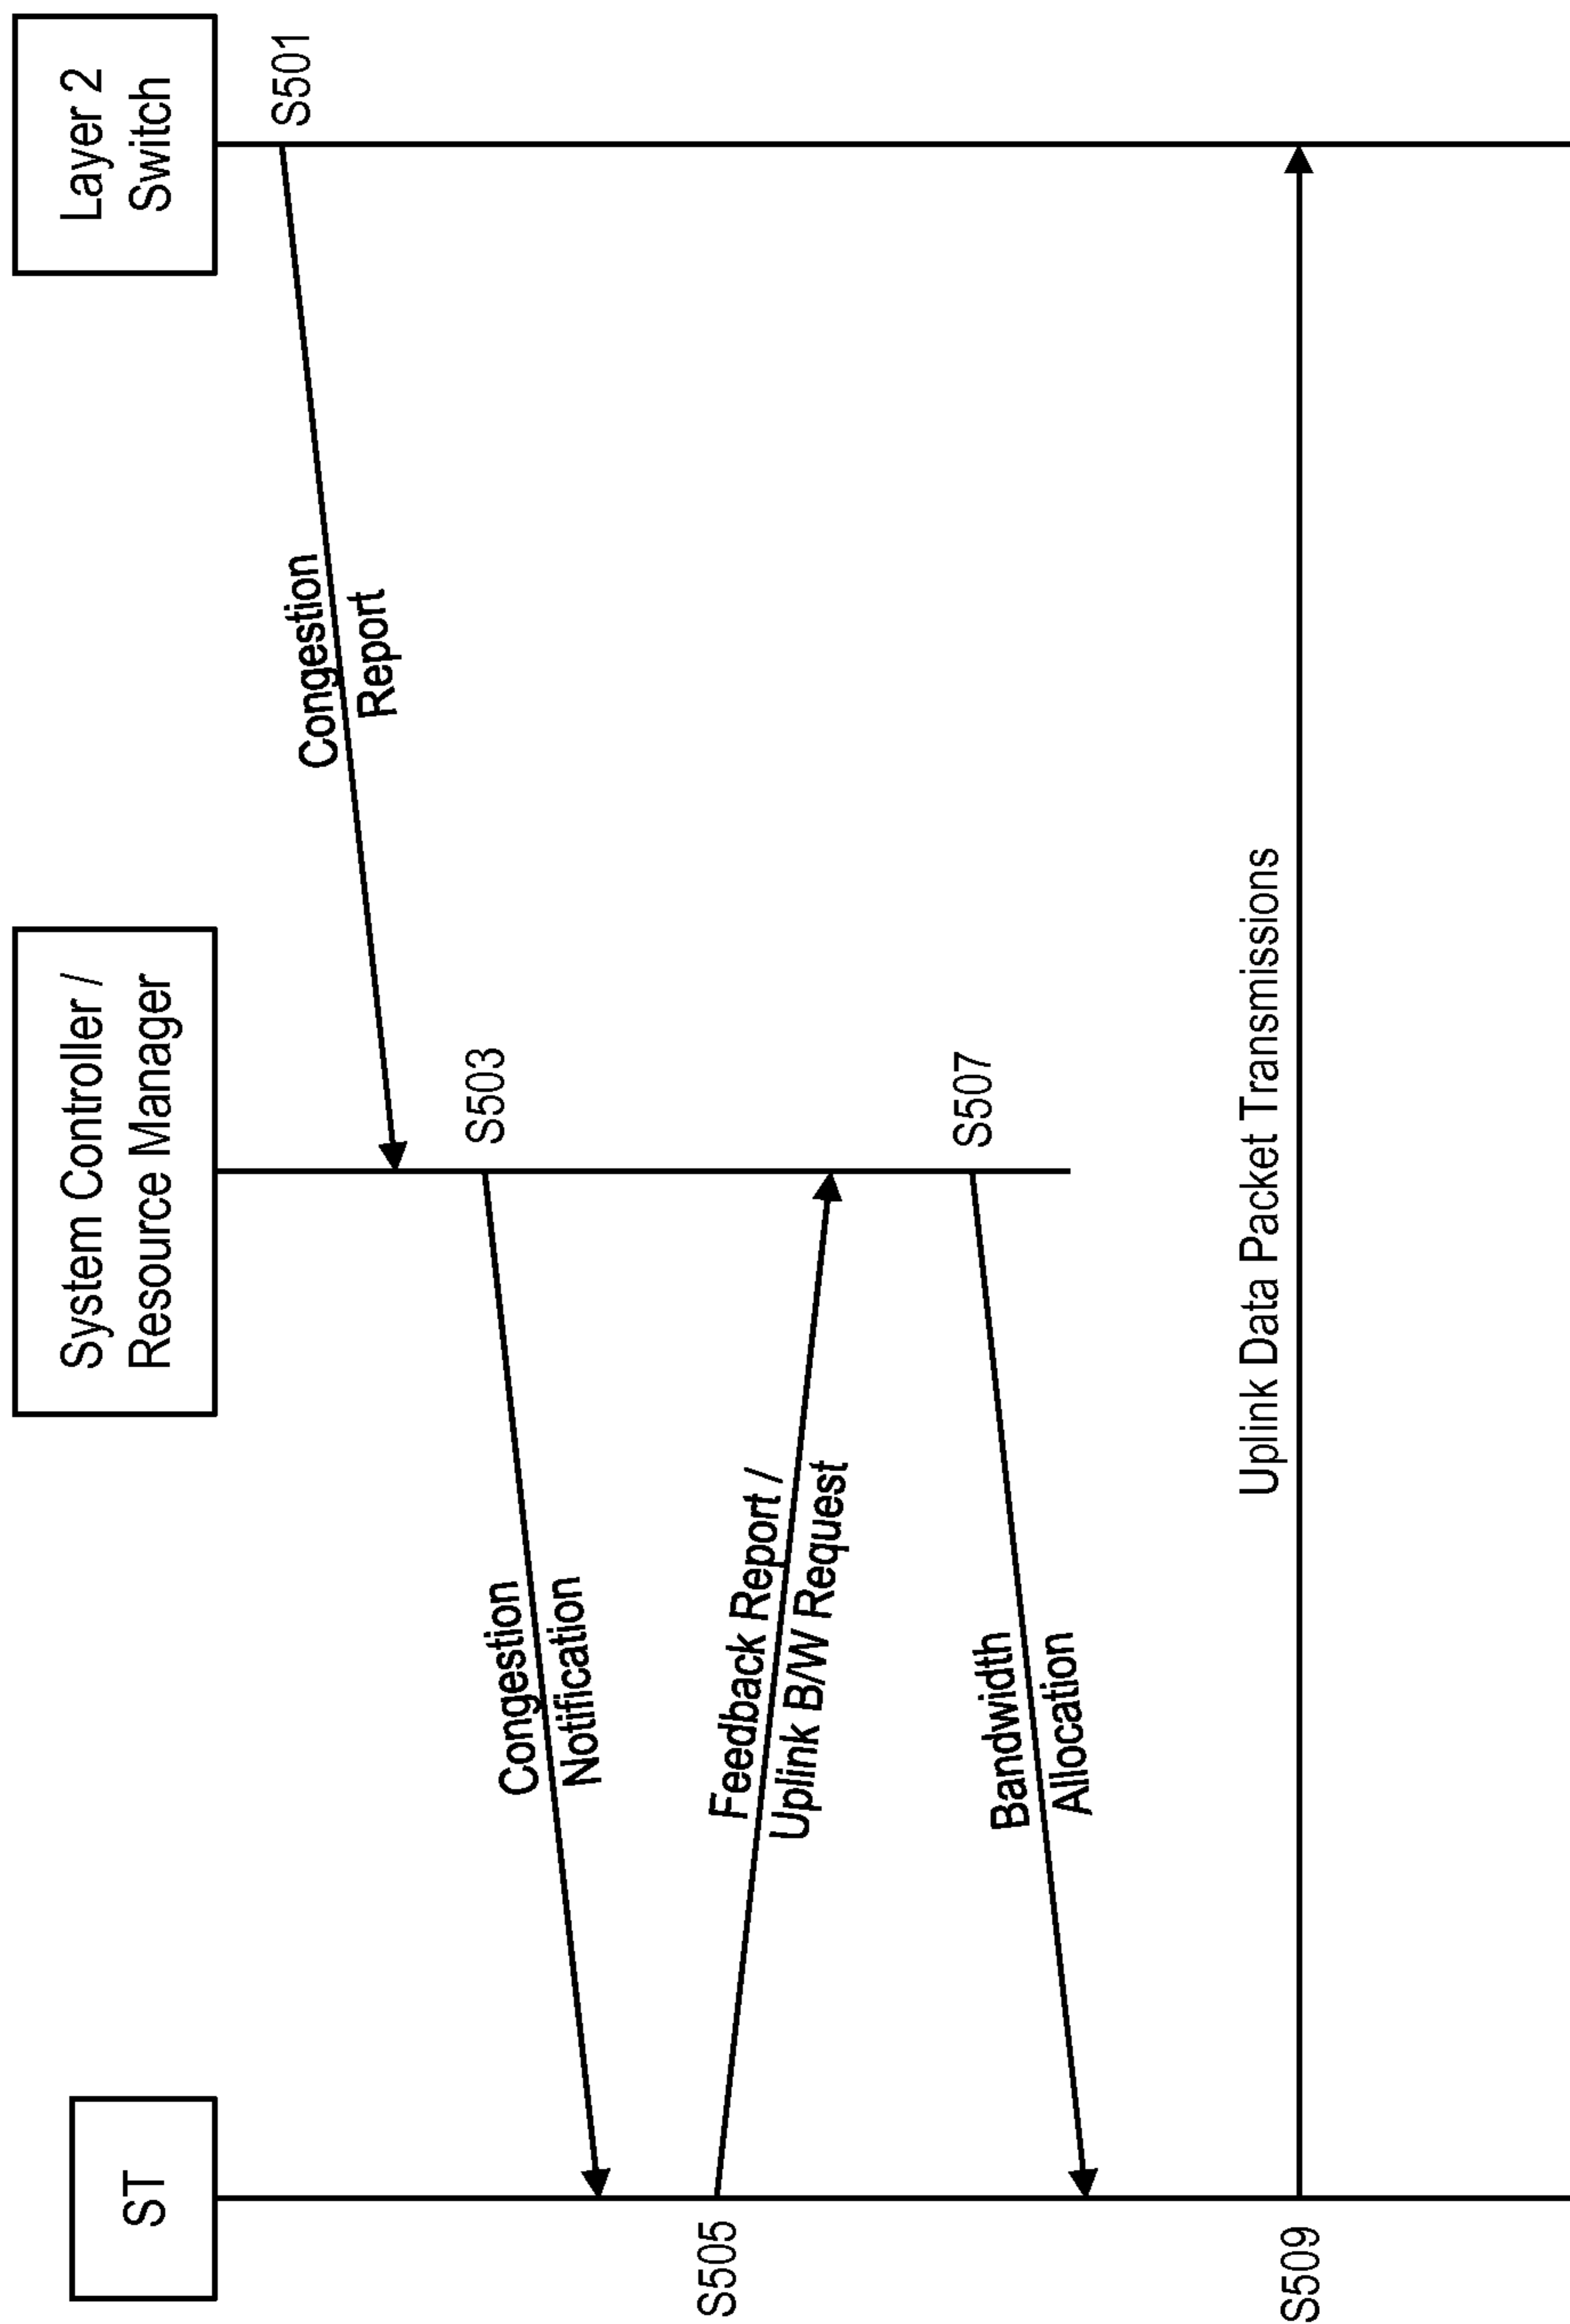 ST
System Controller /
Resource Manager
Layer 2
Switch
S501
Congestion
Report
S503
Congestion
Notification
S505
Feedback Report /
Uplink B/W Request
S507
Bandwidth
Allocation
S509
Uplink Data Packet Transmissions